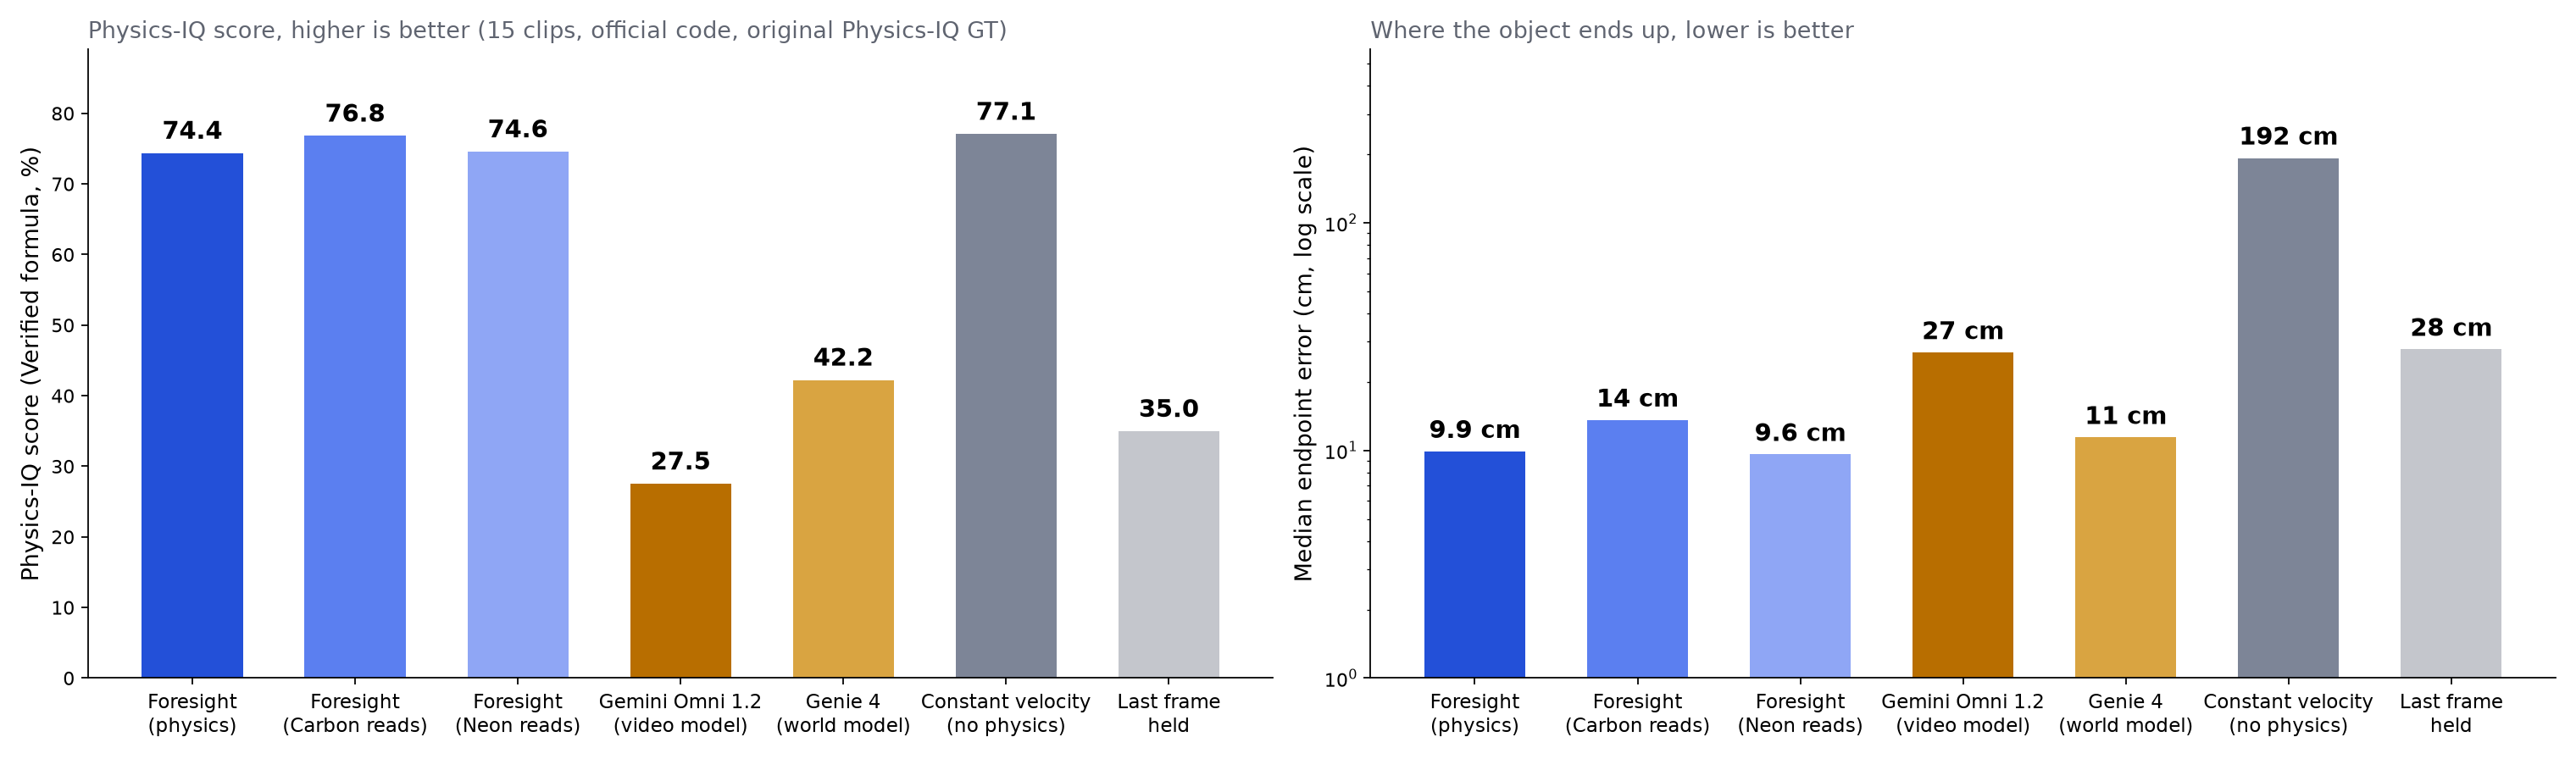 Physics-IQ score, higher is better (15 clips, official code, original Physics-IQ GT)
Physics-IQ score (Verified formula, %)
80
70
60
50
40
30
20
10
0
74.4
76.8
74.6
27.5
42.2
77.1
35.0
Foresight
(physics)
Foresight
(Carbon reads)
Foresight
(Neon reads)
Gemini Omni 1.2
(video model)
Genie 4
(world model)
Constant velocity
(no physics)
Last frame
held
Where the object ends up, lower is better
Median endpoint error (cm, log scale)
10²
10¹
10⁰
9.9 cm
14 cm
9.6 cm
27 cm
11 cm
192 cm
28 cm
Foresight
(physics)
Foresight
(Carbon reads)
Foresight
(Neon reads)
Gemini Omni 1.2
(video model)
Genie 4
(world model)
Constant velocity
(no physics)
Last frame
held